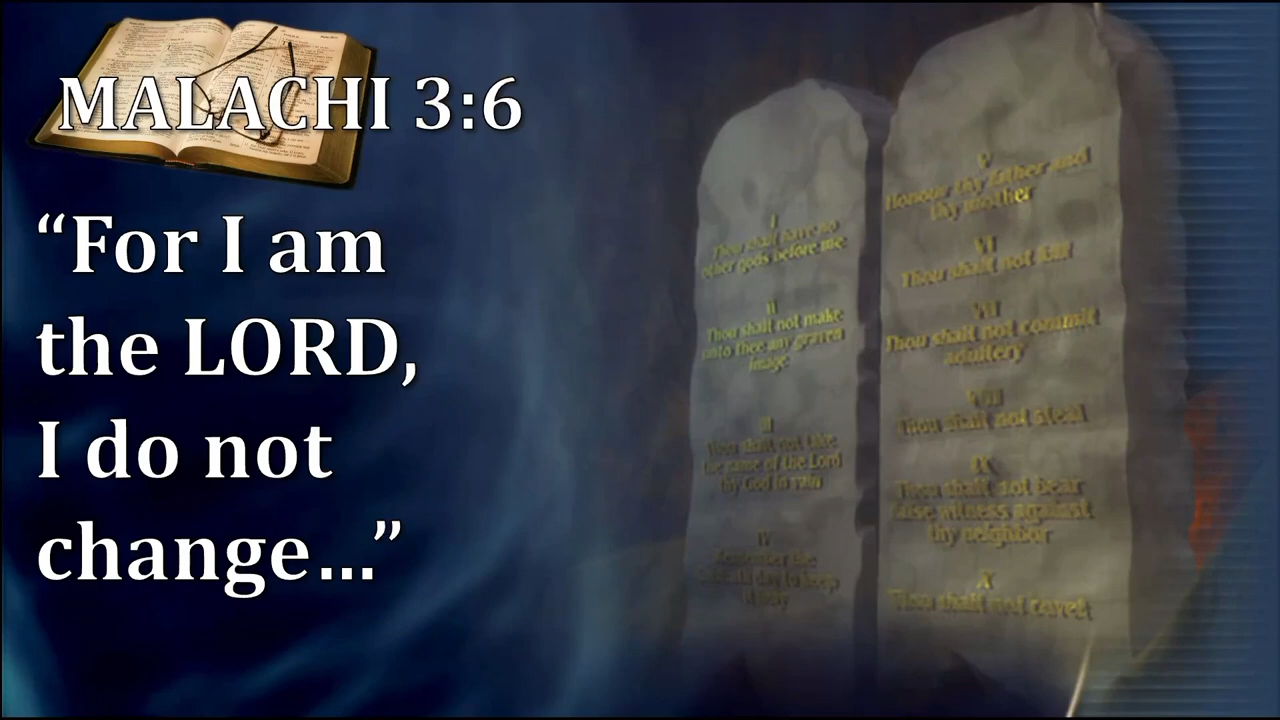 MALACHI 3:6
“For I am
the LORD,
I do not
change...”
I
Thou shalt have no
other gods before me
II
Thou shalt not make
unto thee any graven
image
III
Thou shalt not take
the name of the Lord
thy God in vain
IV
Remember the
Sabbath day to keep
it holy
V
Honour thy father and
thy mother
VI
Thou shalt not kill
VII
Thou shalt not commit
adultery
VIII
Thou shalt not steal
IX
Thou shalt not bear
false witness against
thy neighbor
X
Thou shalt not covet